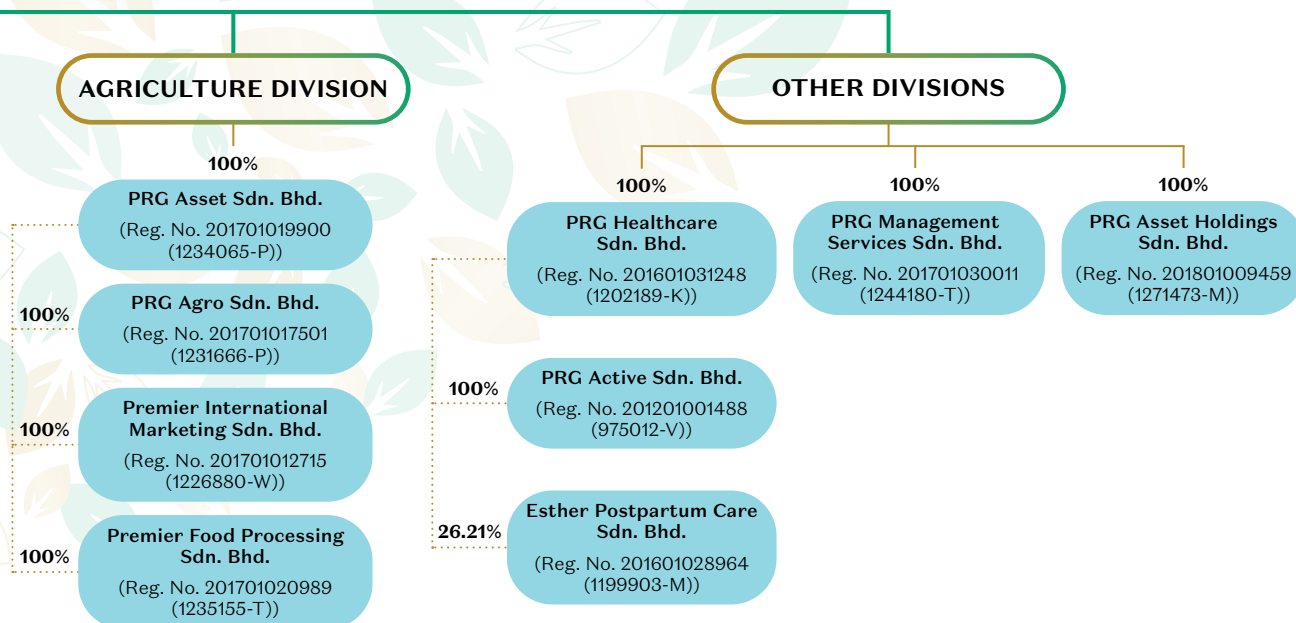 AGRICULTURE DIVISION
100%
PRG Asset Sdn. Bhd.
(Reg. No. 201701019900
(1234065-P))
100%
PRG Agro Sdn. Bhd.
(Reg. No. 201701017501
(1231666-P))
100%
Premier International
Marketing Sdn. Bhd.
(Reg. No. 201701012715
(1226880-W))
100%
Premier Food Processing
Sdn. Bhd.
(Reg. No. 201701020989
(1235155-T))
OTHER DIVISIONS
100%
PRG Healthcare
Sdn. Bhd.
(Reg. No. 201601031248
(1202189-K))
100%
PRG Active Sdn. Bhd.
(Reg. No. 201201001488
(975012-V))
26.21%
Esther Postpartum Care
Sdn. Bhd.
(Reg. No. 201601028964
(1199903-M))
100%
PRG Management
Services Sdn. Bhd.
(Reg. No. 201701030011
(1244180-T))
100%
PRG Asset Holdings
Sdn. Bhd.
(Reg. No. 201801009459
(1271473-M))